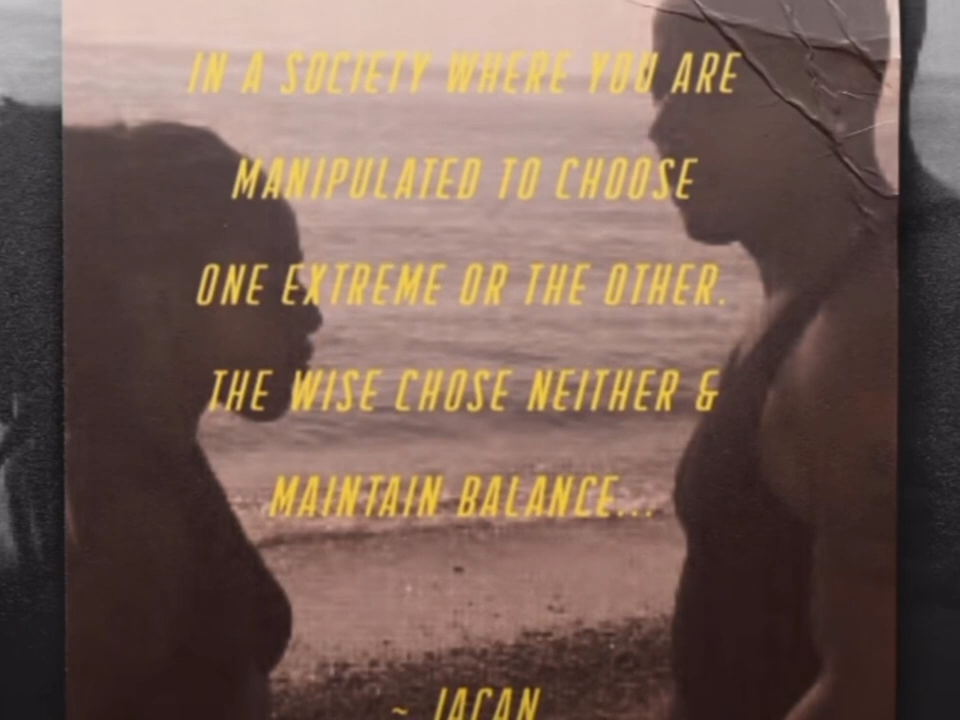 IN A SOCIETY WHERE YOU ARE
MANIPULATED TO CHOOSE
ONE EXTREME OR THE OTHER.
THE WISE CHOSE NEITHER &
MAINTAIN BALANCE...
~ JACAN